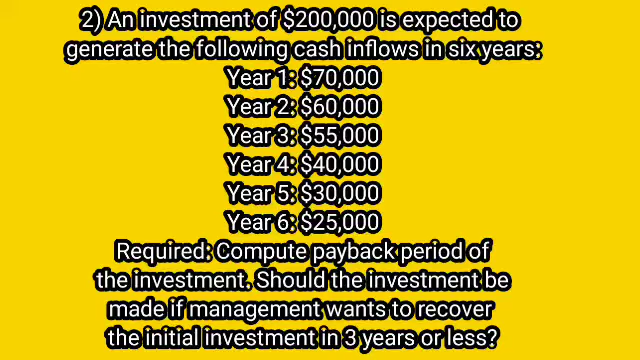 2) An investment of $200,000 is expected to
generate the following cash inflows in six years:
Year 1: $70,000
Year 2: $60,000
Year 3: $55,000
Year 4: $40,000
Year 5: $30,000
Year 6: $25,000
Required: Compute payback period of
the investment. Should the investment be
made if management wants to recover
the initial investment in 3 years or less?